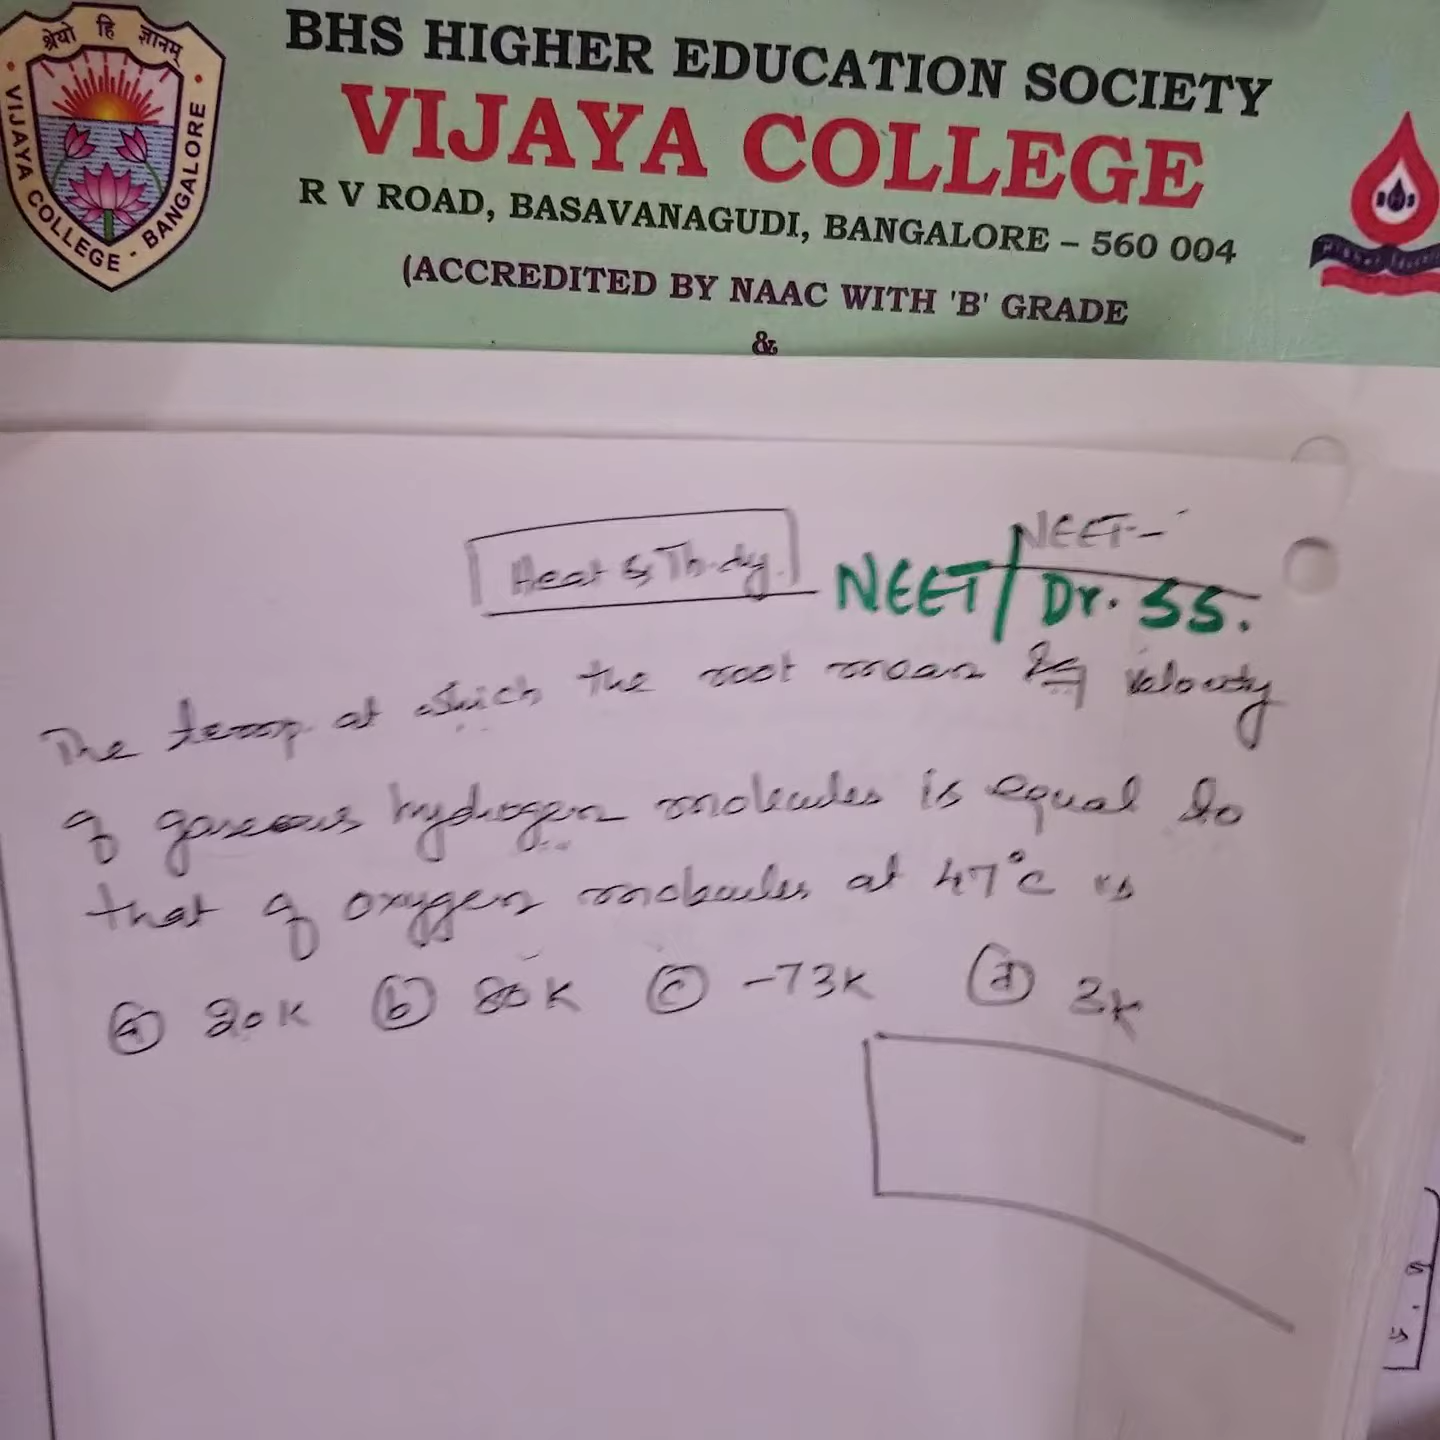 श्रेयो हि ज्ञानम्
VIJAYA COLLEGE - BANGALORE
BHS HIGHER EDUCATION SOCIETY
VIJAYA COLLEGE
R V ROAD, BASAVANAGUDI, BANGALORE – 560 004
(ACCREDITED BY NAAC WITH 'B' GRADE
&
BHS
Heat & Th.dy.
NEET-
NEET/Dr. SS.
The temp. at which the root mean sq velocity
of gaseous hydrogen molecules is equal to
that of oxygen molecules at 47°C is
(a) 20K (b) 80K (c) -73K (d) 3K